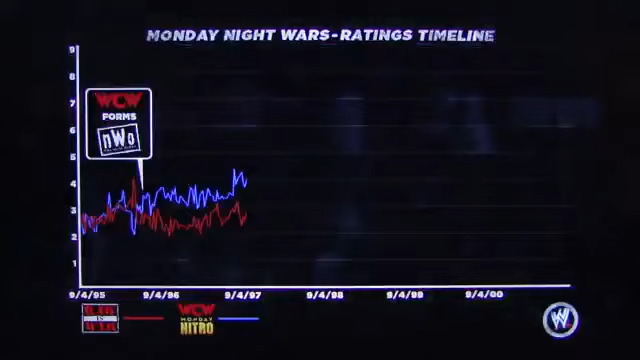 MONDAY NIGHT WARS-RATINGS TIMELINE
9
8
7
6
5
4
3
2
1
WCW
FORMS
nWo
9/4/95
9/4/96
9/4/97
9/4/98
9/4/99
9/4/00
RAW
IS
WAR
WCW
MONDAY
NITRO
W